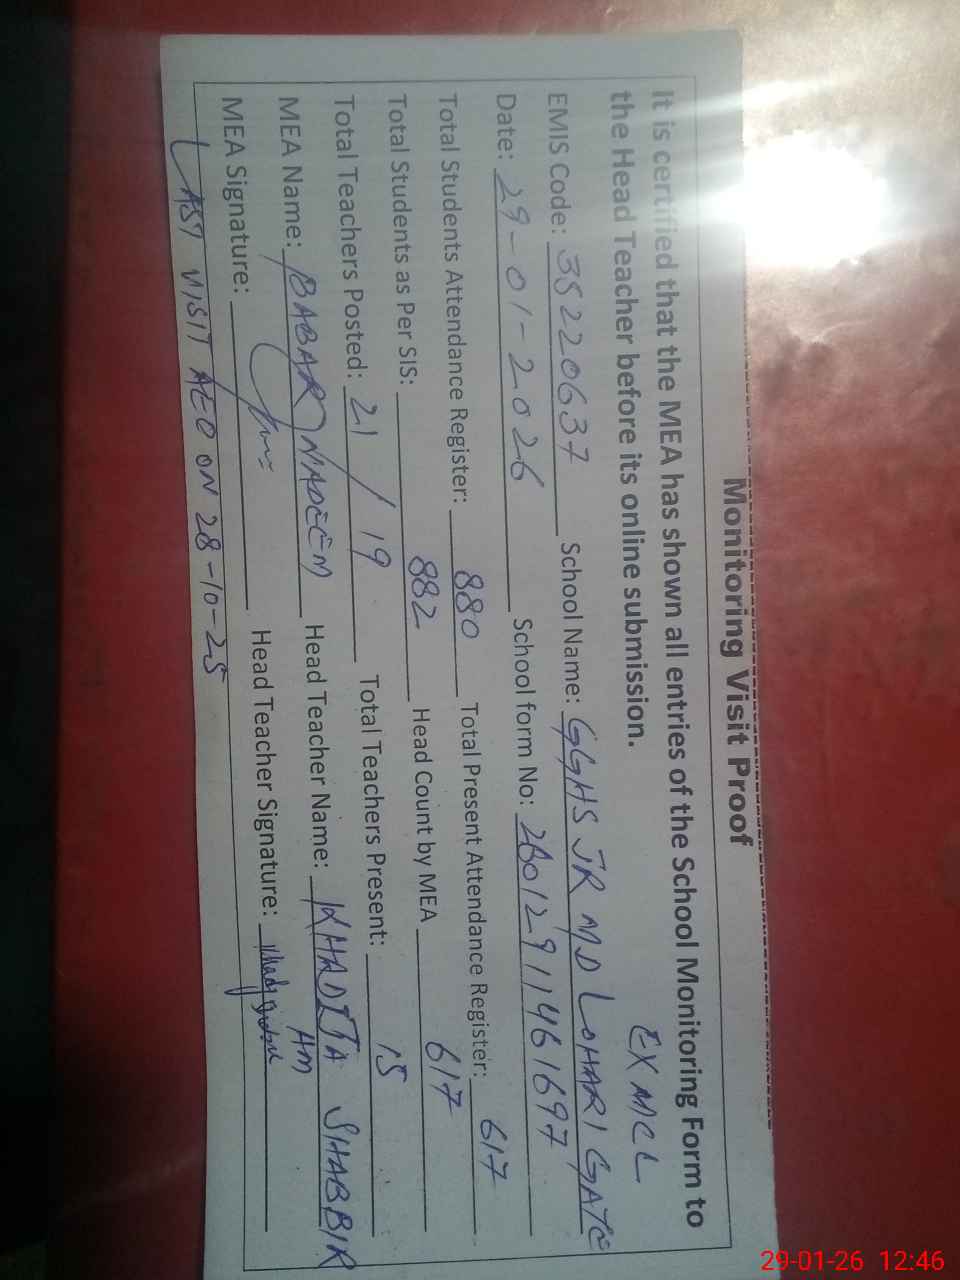 Monitoring Visit Proof
It is certified that the MEA has shown all entries of the School Monitoring Form to
the Head Teacher before its online submission. EX MCL
EMIS Code: 35220637 School Name: GGHS JR MD LOHARI GATE
Date: 29-01-2026 School form No: 26012911461697
Total Students Attendance Register: 880 Total Present Attendance Register: 617
Total Students as Per SIS: 882 Head Count by MEA 617
Total Teachers Posted: 21/19 Total Teachers Present: 15
MEA Name: BABAR NADEEM Head Teacher Name: KHADIJA SHABBIR
HM
MEA Signature: Head Teacher Signature:
LAST VISIT AEO ON 28-10-25
29-01-26 12:46